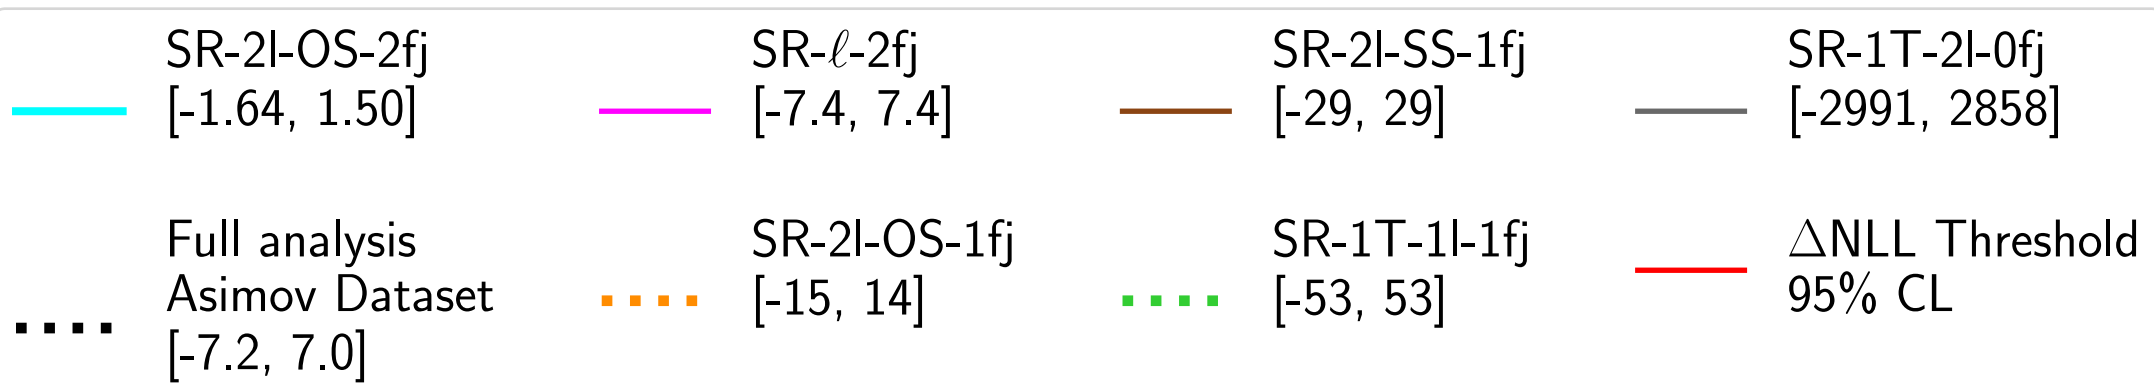 SR-2l-OS-2fj
[-1.64, 1.50]
SR-ℓ-2fj
[-7.4, 7.4]
SR-2l-SS-1fj
[-29, 29]
SR-1T-2l-0fj
[-2991, 2858]
Full analysis
Asimov Dataset
[-7.2, 7.0]
SR-2l-OS-1fj
[-15, 14]
SR-1T-1l-1fj
[-53, 53]
△NLL Threshold
95% CL